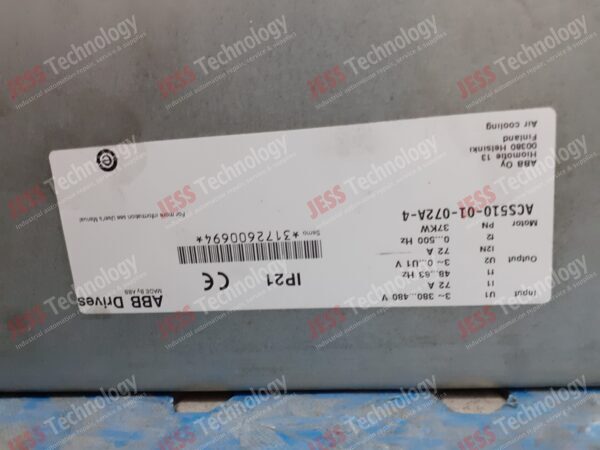 Input U1 3~ 380...480 V
I1 72 A
f1 48...63 Hz
Output U2 3~ 0...U1 V
I2N 72 A
f2 0...500 Hz
Motor PN 37KW
ACS510-01-072A-4
ABB Oy
Hiomotie 13
00380 Helsinki
Finland
Air cooling
IP21 CE
Serno *3172600694*
For more information see User's Manual
ABB Drives
MADE By ABB
JESS Technology